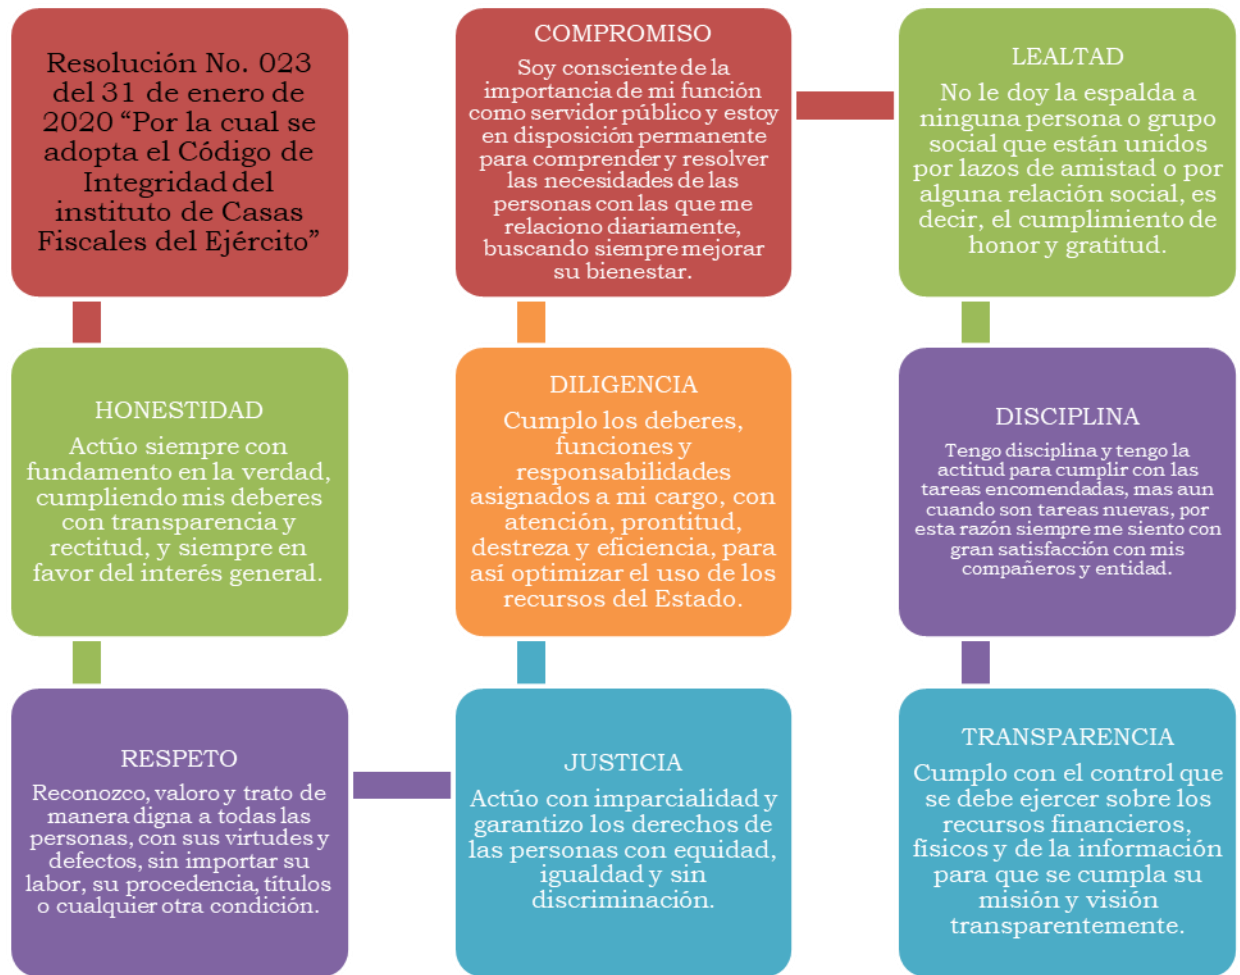 Resolución No. 023
del 31 de enero de
2020 “Por la cual se
adopta el Código de
Integridad del
instituto de Casas
Fiscales del Ejército”
HONESTIDAD
Actúo siempre con
fundamento en la verdad,
cumpliendo mis deberes
con transparencia y
rectitud, y siempre en
favor del interés general.
RESPETO
Reconozco, valoro y trato de
manera digna a todas las
personas, con sus virtudes y
defectos, sin importar su
labor, su procedencia, títulos
o cualquier otra condición.
JUSTICIA
Actúo con imparcialidad y
garantizo los derechos de
las personas con equidad,
igualdad y sin
discriminación.
DILIGENCIA
Cumplo los deberes,
funciones y
responsabilidades
asignados a mi cargo, con
atención, prontitud,
destreza y eficiencia, para
así optimizar el uso de los
recursos del Estado.
COMPROMISO
Soy consciente de la
importancia de mi función
como servidor público y estoy
en disposición permanente
para comprender y resolver
las necesidades de las
personas con las que me
relaciono diariamente,
buscando siempre mejorar
su bienestar.
LEALTAD
No le doy la espalda a
ninguna persona o grupo
social que están unidos
por lazos de amistad o por
alguna relación social, es
decir, el cumplimiento de
honor y gratitud.
DISCIPLINA
Tengo disciplina y tengo la
actitud para cumplir con las
tareas encomendadas, mas aun
cuando son tareas nuevas, por
esta razón siempre me siento con
gran satisfacción con mis
compañeros y entidad.
TRANSPARENCIA
Cumplo con el control que
se debe ejercer sobre los
recursos financieros,
físicos y de la información
para que se cumpla su
misión y visión
transparentemente.